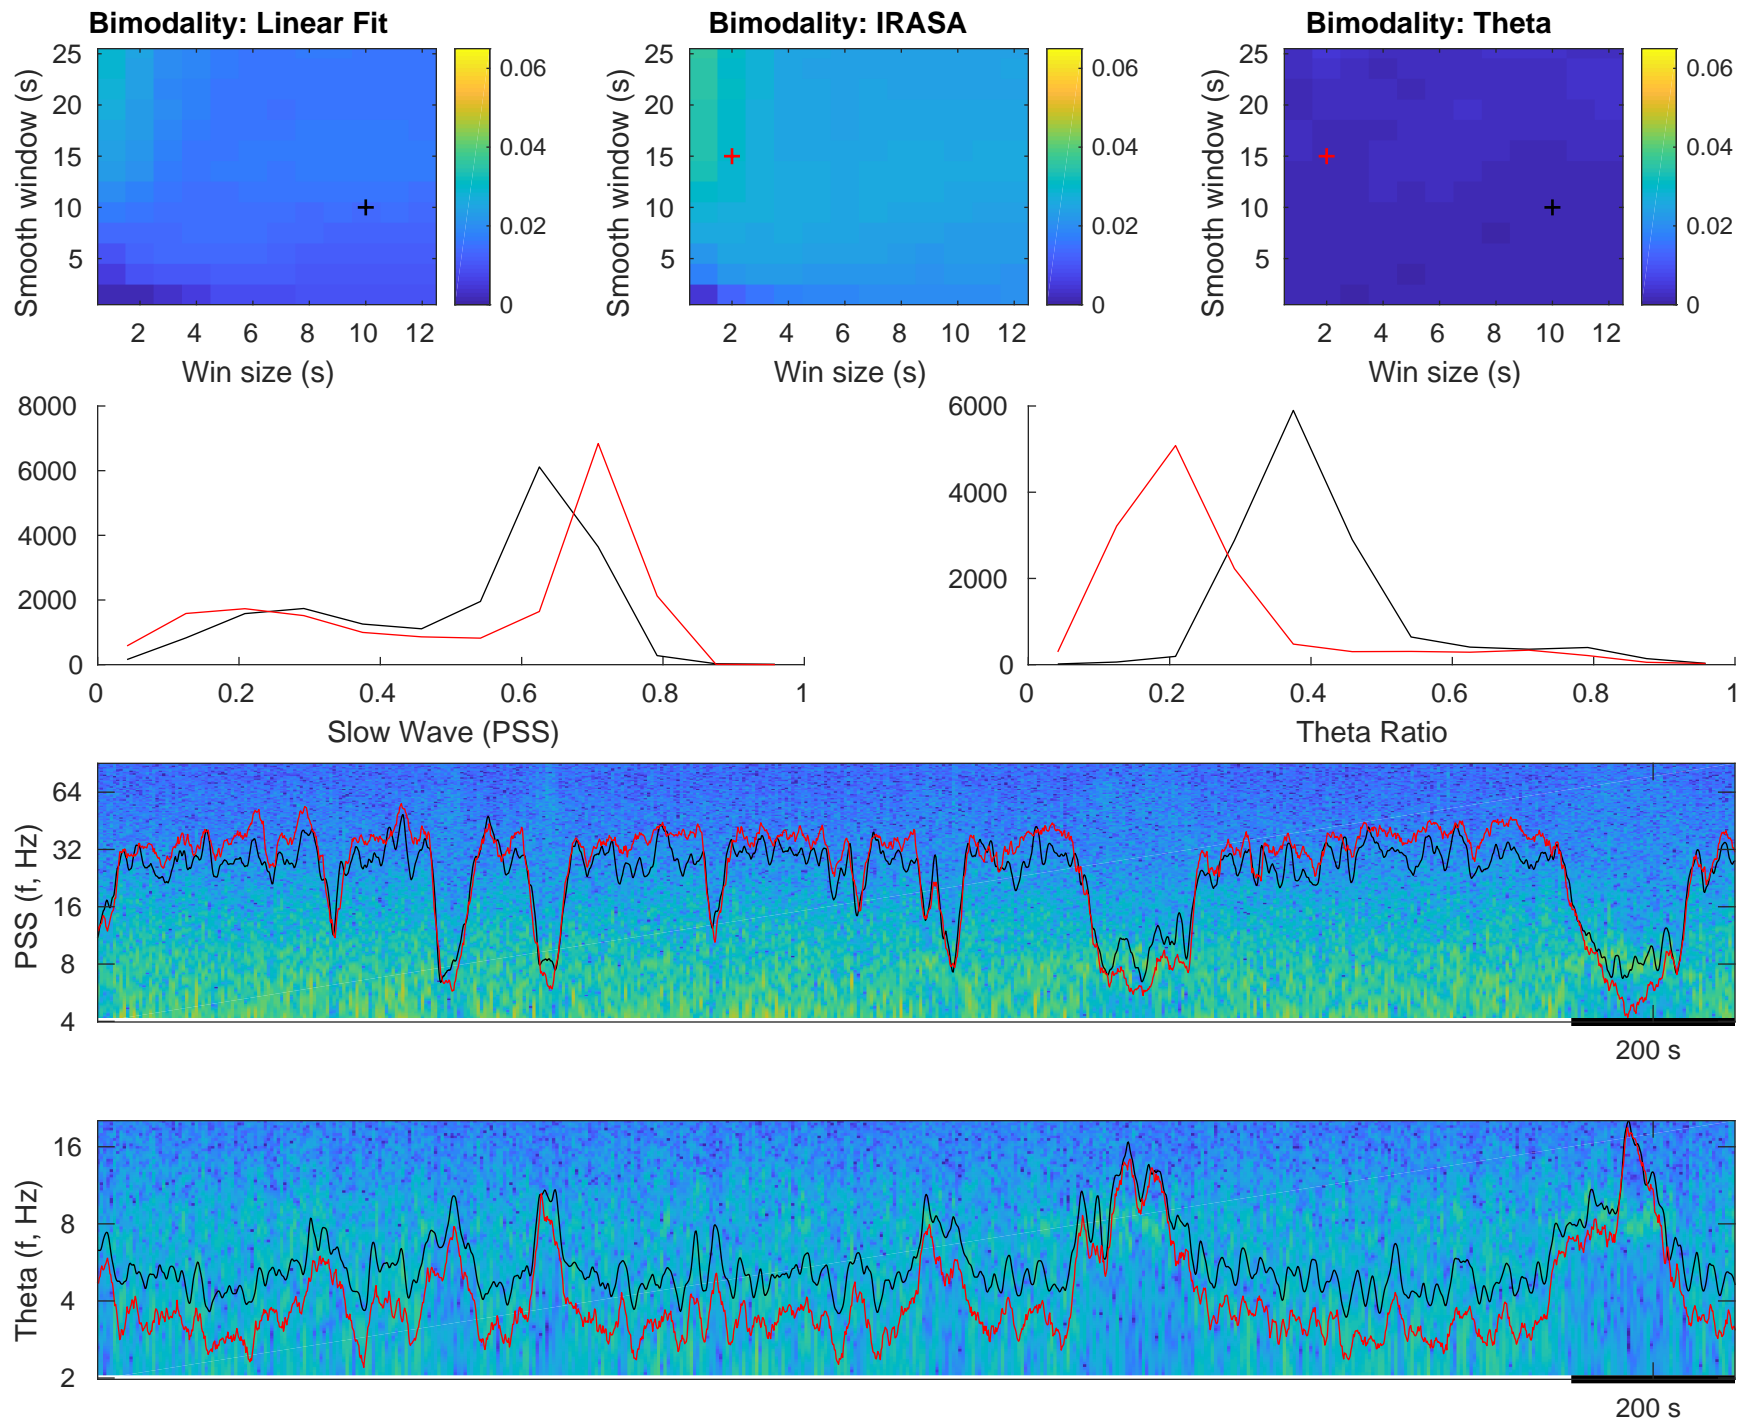 Bimodality: Linear Fit
Smooth window (s)
25
20
15
10
5
2 4 6 8 10 12
Win size (s)
0.06
0.04
0.02
0
Bimodality: IRASA
Smooth window (s)
25
20
15
10
5
2 4 6 8 10 12
Win size (s)
0.06
0.04
0.02
0
Bimodality: Theta
Smooth window (s)
25
20
15
10
5
2 4 6 8 10 12
Win size (s)
0.06
0.04
0.02
0
8000
6000
4000
2000
0
0 0.2 0.4 0.6 0.8 1
Slow Wave (PSS)
6000
4000
2000
0
0 0.2 0.4 0.6 0.8 1
Theta Ratio
PSS (f, Hz)
64
32
16
8
4
200 s
Theta (f, Hz)
16
8
4
2
200 s